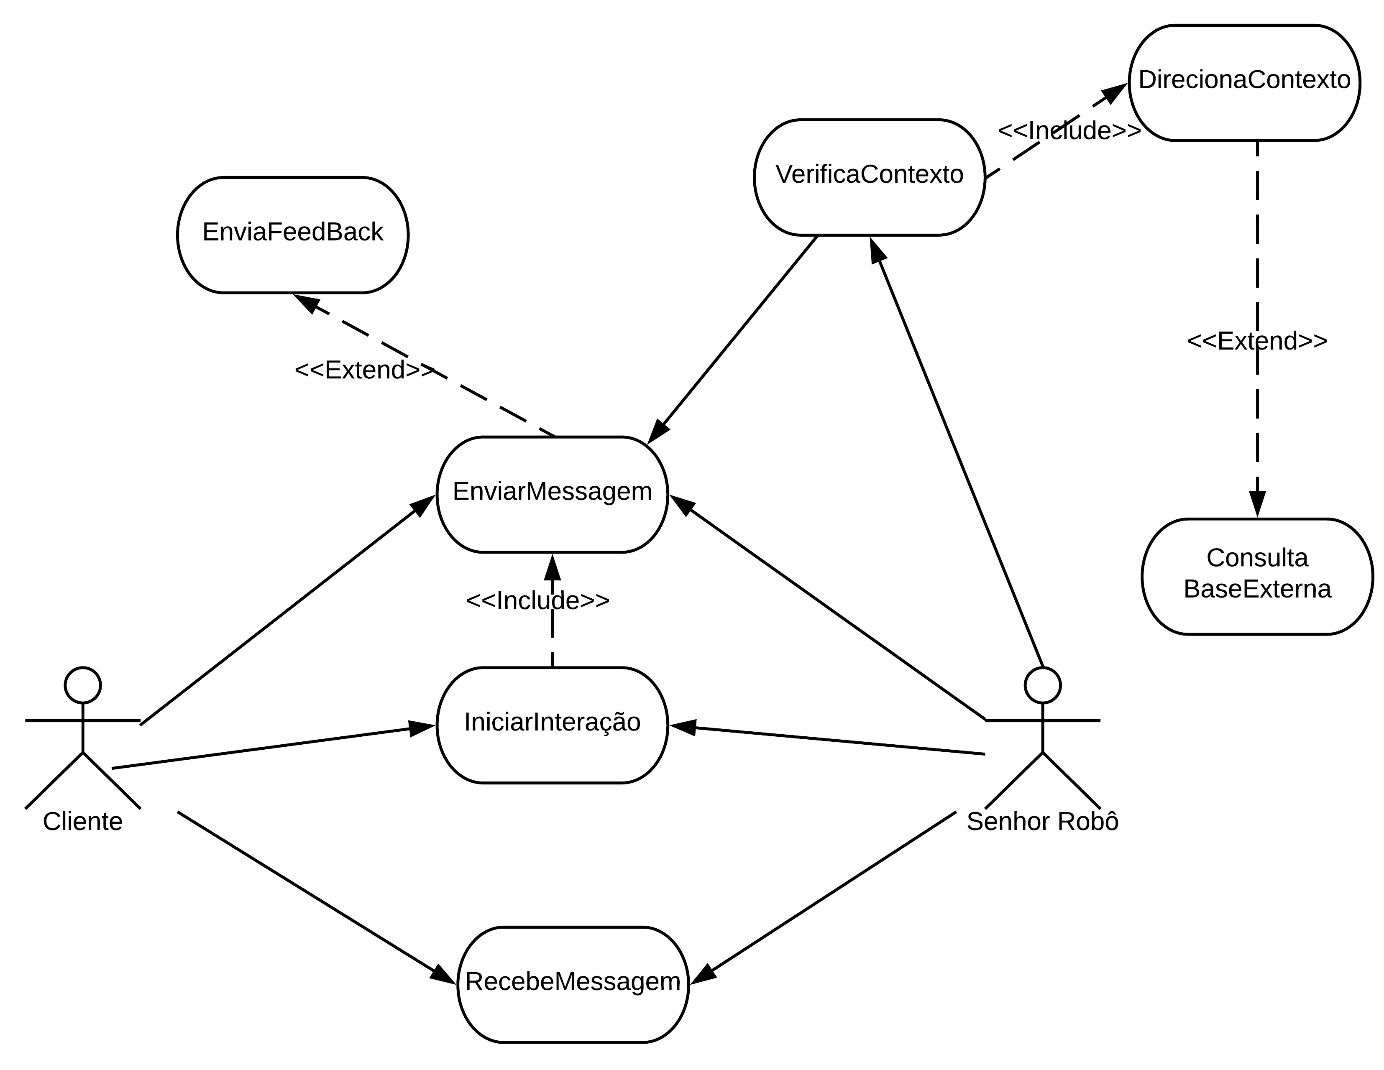 DirecionaContexto
<<Include>>
VerificaContexto
EnviaFeedBack
<<Extend>>
<<Extend>>
EnviarMessagem
Consulta
BaseExterna
<<Include>>
IniciarInteração
Cliente
Senhor Robô
RecebeMessagem